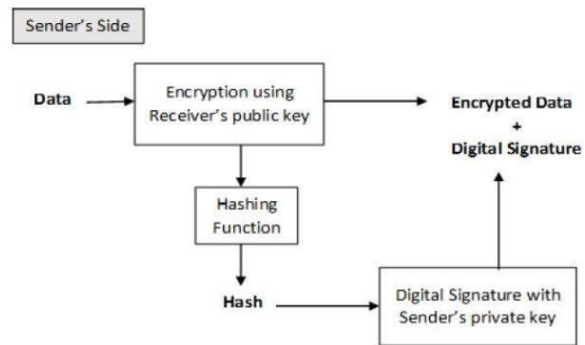 Sender's Side
Data
Encryption using
Receiver's public key
Encrypted Data
+
Digital Signature
Hashing
Function
Hash
Digital Signature with
Sender's private key